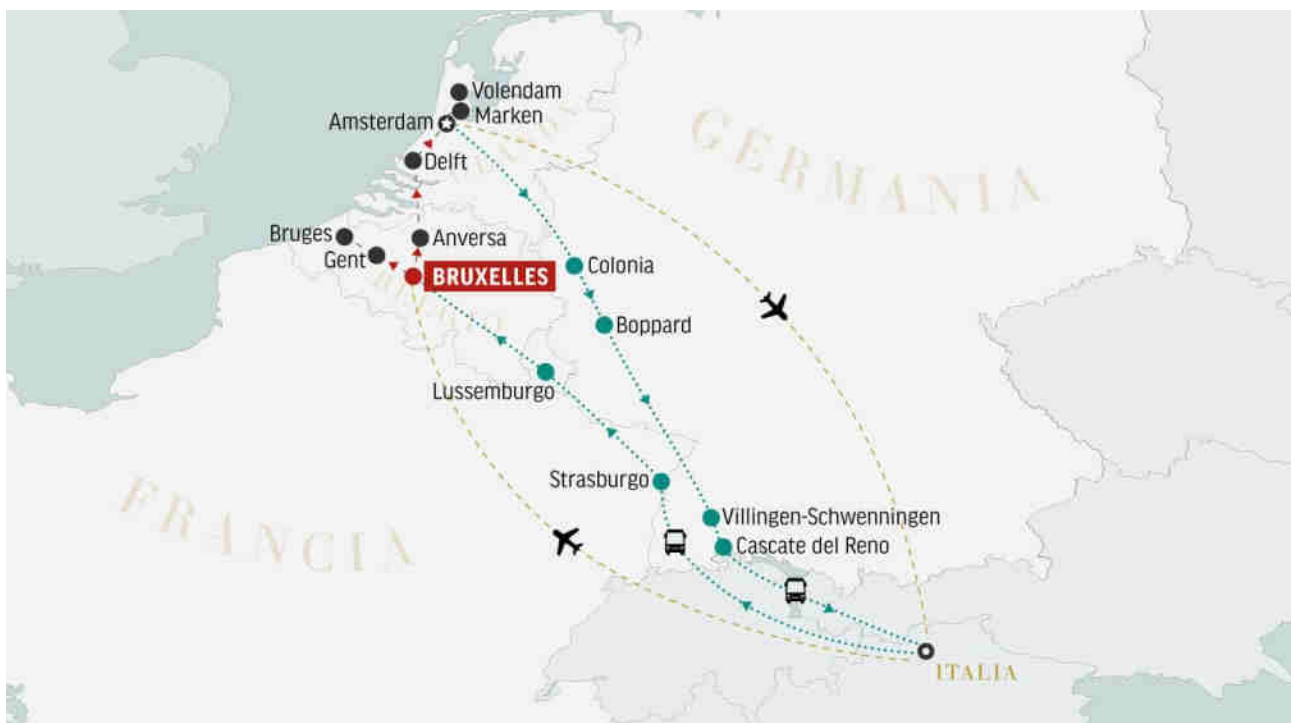 Volendam
Marken
Amsterdam
GERMANIA
Delft
Bruges
Anversa
Gent
BRUXELLES
Colonia
Boppard
Lussemburgo
Strasburgo
FRANCIA
Villingen-Schwenningen
Cascate del Reno
ITALIA